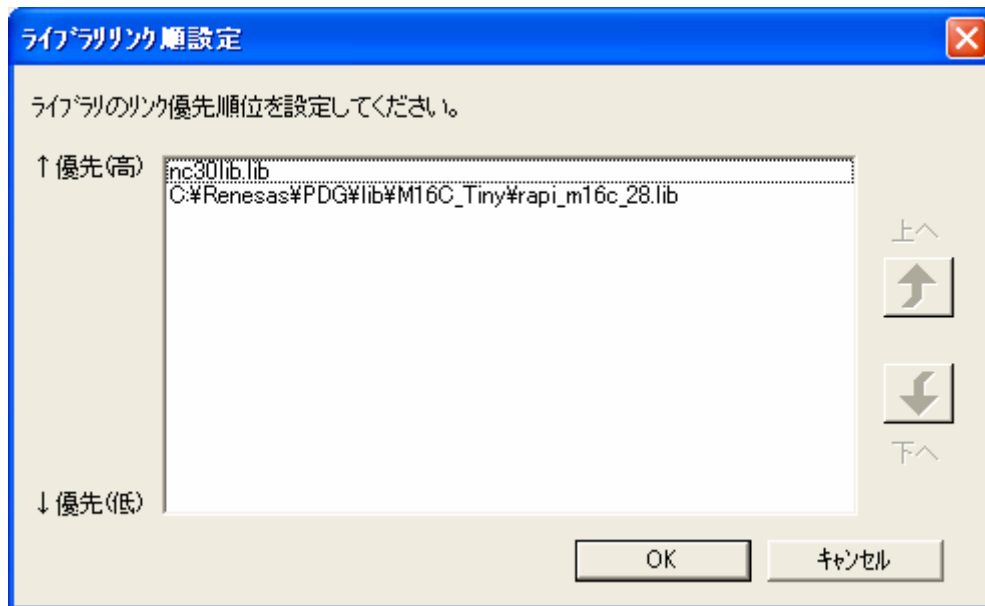 ライブラリリンク順設定
ライブラリのリンク優先順位を設定してください。
↑優先(高)
nc30lib.lib
C:¥Renesas¥PDG¥lib¥M16C_Tiny¥rapi_m16c_28.lib
上へ
下へ
↓優先(低)
OK
キャンセル